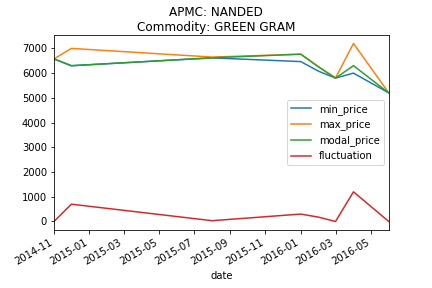 APMC: NANDED
Commodity: GREEN GRAM
7000
6000
5000
4000
3000
2000
1000
0
min_price
max_price
modal_price
fluctuation
2014-11
2015-01
2015-03
2015-05
2015-07
2015-09
2015-11
2016-01
2016-03
2016-05
date